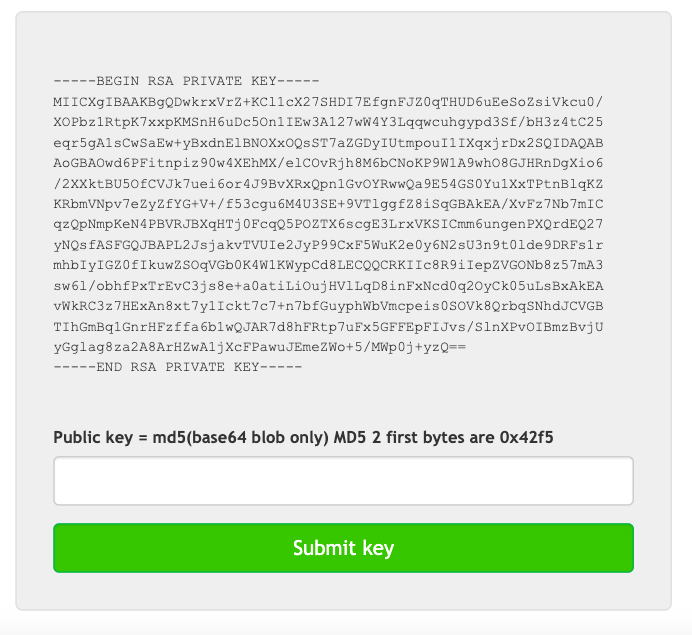 -----BEGIN RSA PRIVATE KEY-----
MIICXgIBAAKBgQDwkrxVrZ+KCl1cX27SHDI7EfgnFJZ0qTHUD6uEeSoZsiVkcu0/
XOPbz1RtpK7xxpKMSnH6uDc5On1IEw3A127wW4Y3Lqqwcuhgypd3Sf/bH3z4tC25
eqr5gA1sCwSaEw+yBxdnElBNOXxOQsST7aZGDyIUtmpouI1IXqxjrDx2SQIDAQAB
AoGBAOwd6PFitnpiz90w4XEhMX/elCOvRjh8M6bCNoKP9W1A9whO8GJHRnDgXio6
/2XXktBU5OfCVJk7uei6or4J9BvXRxQpn1GvOYRwwQa9E54GS0Yu1XxTPtnBlqKZ
KRbmVNpv7eZyZfYG+V+/f53cgu6M4U3SE+9VTlggfZ8iSqGBAkEA/XvFz7Nb7mIC
qzQpNmpKeN4PBVRJBXqHTj0FcqQ5POZTX6scgE3LrxVKSICmm6ungenPXQrdEQ27
yNQsfASFGQJBAPL2JsjakvTVUIe2JyP99CxF5WuK2e0y6N2sU3n9t0lde9DRFs1r
mhbIyIGZ0fIkuwZSOqVGb0K4W1KWypCd8LECQQCRKIIc8R9iIepZVGONb8z57mA3
sw6l/obhfPxTrEvC3js8e+a0atiLiOujHVlLqD8inFxNcd0q2OyCk05uLsBxAkEA
vWkRC3z7HExAn8xt7y1Ickt7c7+n7bfGuyphWbVmcpeis0SOVk8QrbqSNhdJCVGB
TIhGmBq1GnrHFzffa6b1wQJAR7d8hFRtp7uFx5GFFEpFIJvs/SlnXPvOIBmzBvjU
yGglag8za2A8ArHZwA1jXcFPawuJEmeZWo+5/MWp0j+yzQ==
-----END RSA PRIVATE KEY-----
Public key = md5(base64 blob only) MD5 2 first bytes are 0x42f5
Submit key